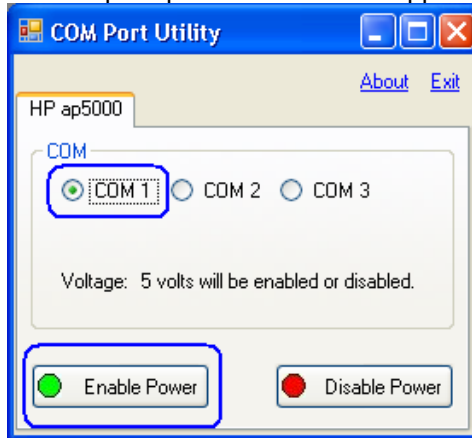 COM Port Utility
About Exit
HP ap5000
COM
COM 1 COM 2 COM 3
Voltage: 5 volts will be enabled or disabled.
Enable Power Disable Power